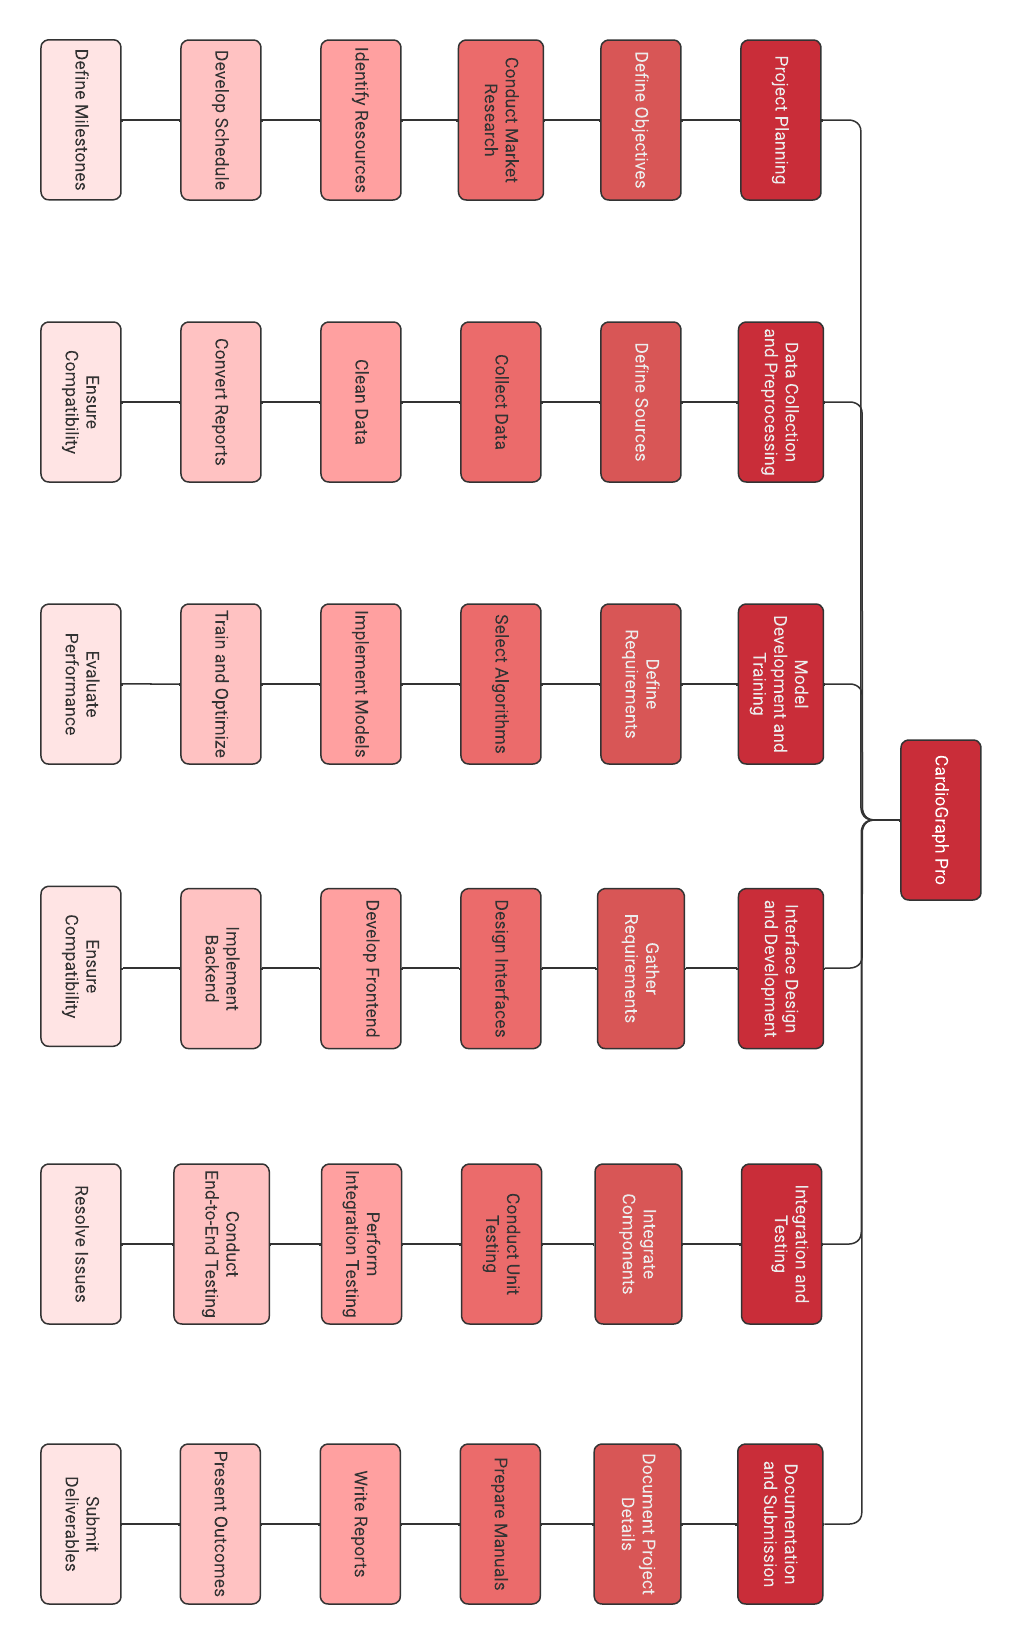 CardioGraph Pro
Project Planning
Define Objectives
Conduct Market
Research
Identify Resources
Develop Schedule
Define Milestones
Data Collection
and Preprocessing
Define Sources
Collect Data
Clean Data
Convert Reports
Ensure
Compatibility
Model
Development and
Training
Define
Requirements
Select Algorithms
Implement Models
Train and Optimize
Evaluate
Performance
Interface Design
and Development
Gather
Requirements
Design Interfaces
Develop Frontend
Implement
Backend
Ensure
Compatibility
Integration and
Testing
Integrate
Components
Conduct Unit
Testing
Perform
Integration Testing
Conduct
End-to-End Testing
Resolve Issues
Documentation
and Submission
Document Project
Details
Prepare Manuals
Write Reports
Present Outcomes
Submit
Deliverables